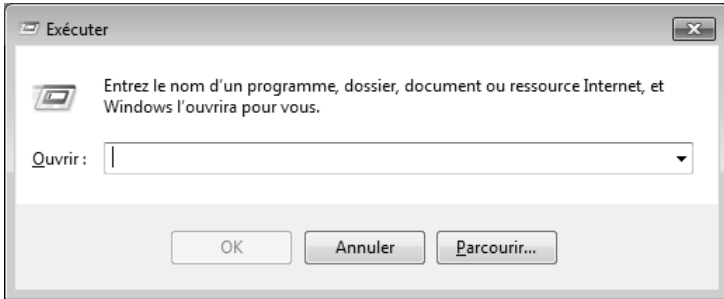 Exécuter
Entrez le nom d'un programme, dossier, document ou ressource Internet, et
Windows l'ouvrira pour vous.
Ouvrir :
OK Annuler Parcourir...